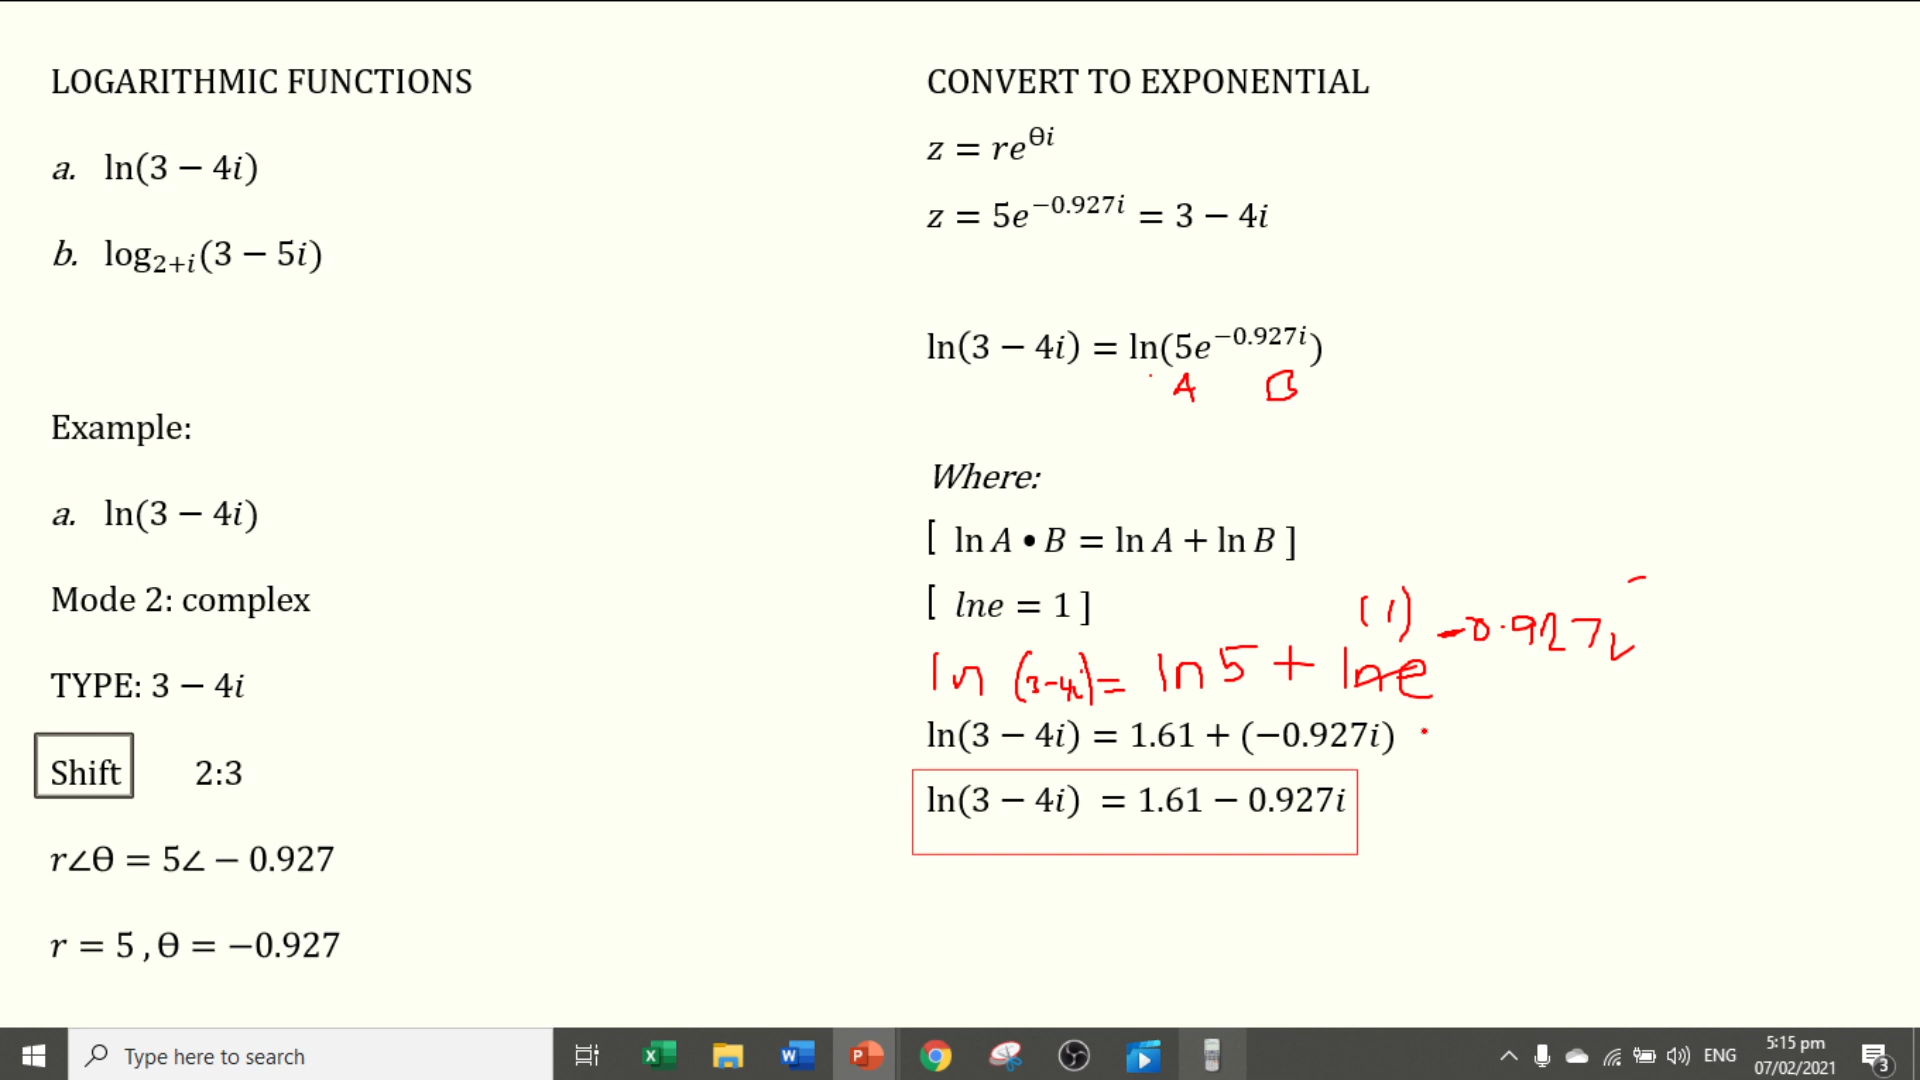 LOGARITHMIC FUNCTIONS
a. ln(3 − 4i)
b. log₂₊ᵢ(3 − 5i)
Example:
a. ln(3 − 4i)
Mode 2: complex
TYPE: 3 − 4i
Shift 2:3
r∠Ө = 5∠ − 0.927
r = 5 , Ө = −0.927
CONVERT TO EXPONENTIAL
z = re^Өi
z = 5e^−0.927i = 3 − 4i
ln(3 − 4i) = ln(5e^−0.927i)
A B
Where:
[ ln A • B = ln A + ln B ]
[ lne = 1 ]
(1) -0.927i
ln (3-4i) = ln5 + lne
ln(3 − 4i) = 1.61 + (−0.927i)
ln(3 − 4i) = 1.61 − 0.927i
Type here to search
ENG
5:15 pm
07/02/2021
3